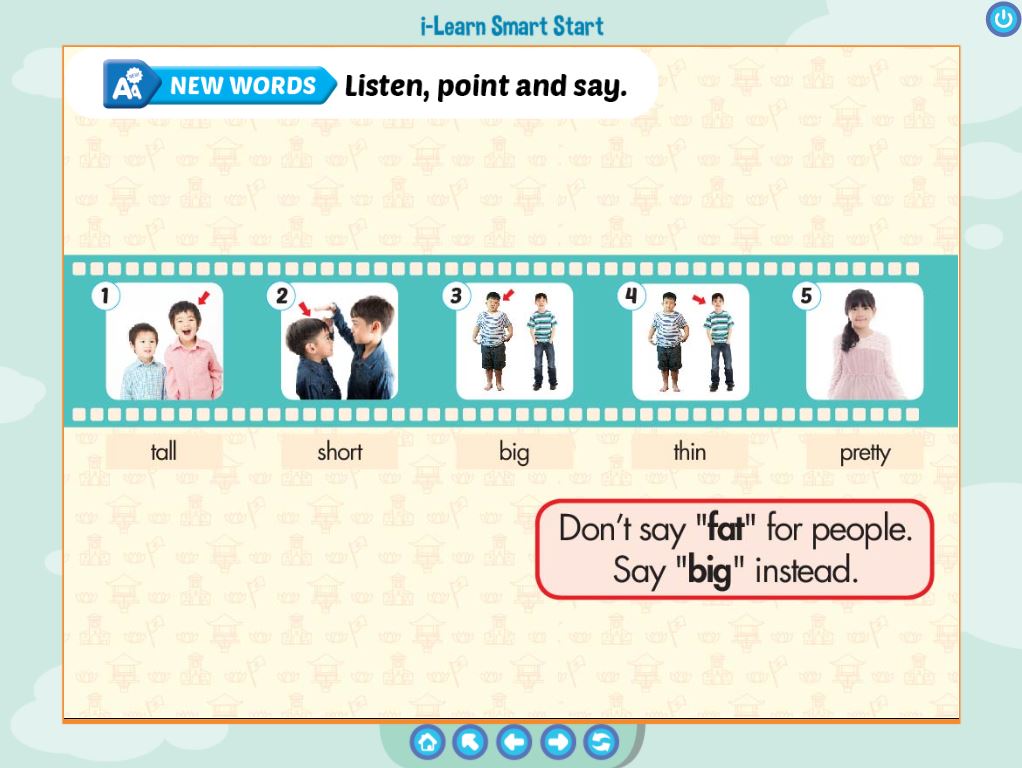 i-Learn Smart Start
NEW WORDS Listen, point and say.
1 2 3 4 5
tall short big thin pretty
Don't say "fat" for people.
Say "big" instead.